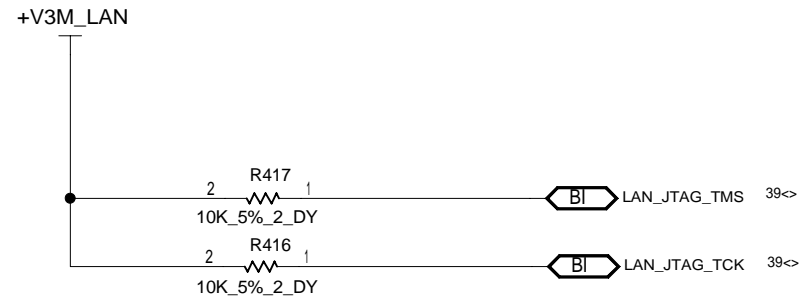 +V3M_LAN
R417
2 1 BI LAN_JTAG_TMS 39<>
10K_5%_2_DY
R416
2 1 BI LAN_JTAG_TCK 39<>
10K_5%_2_DY